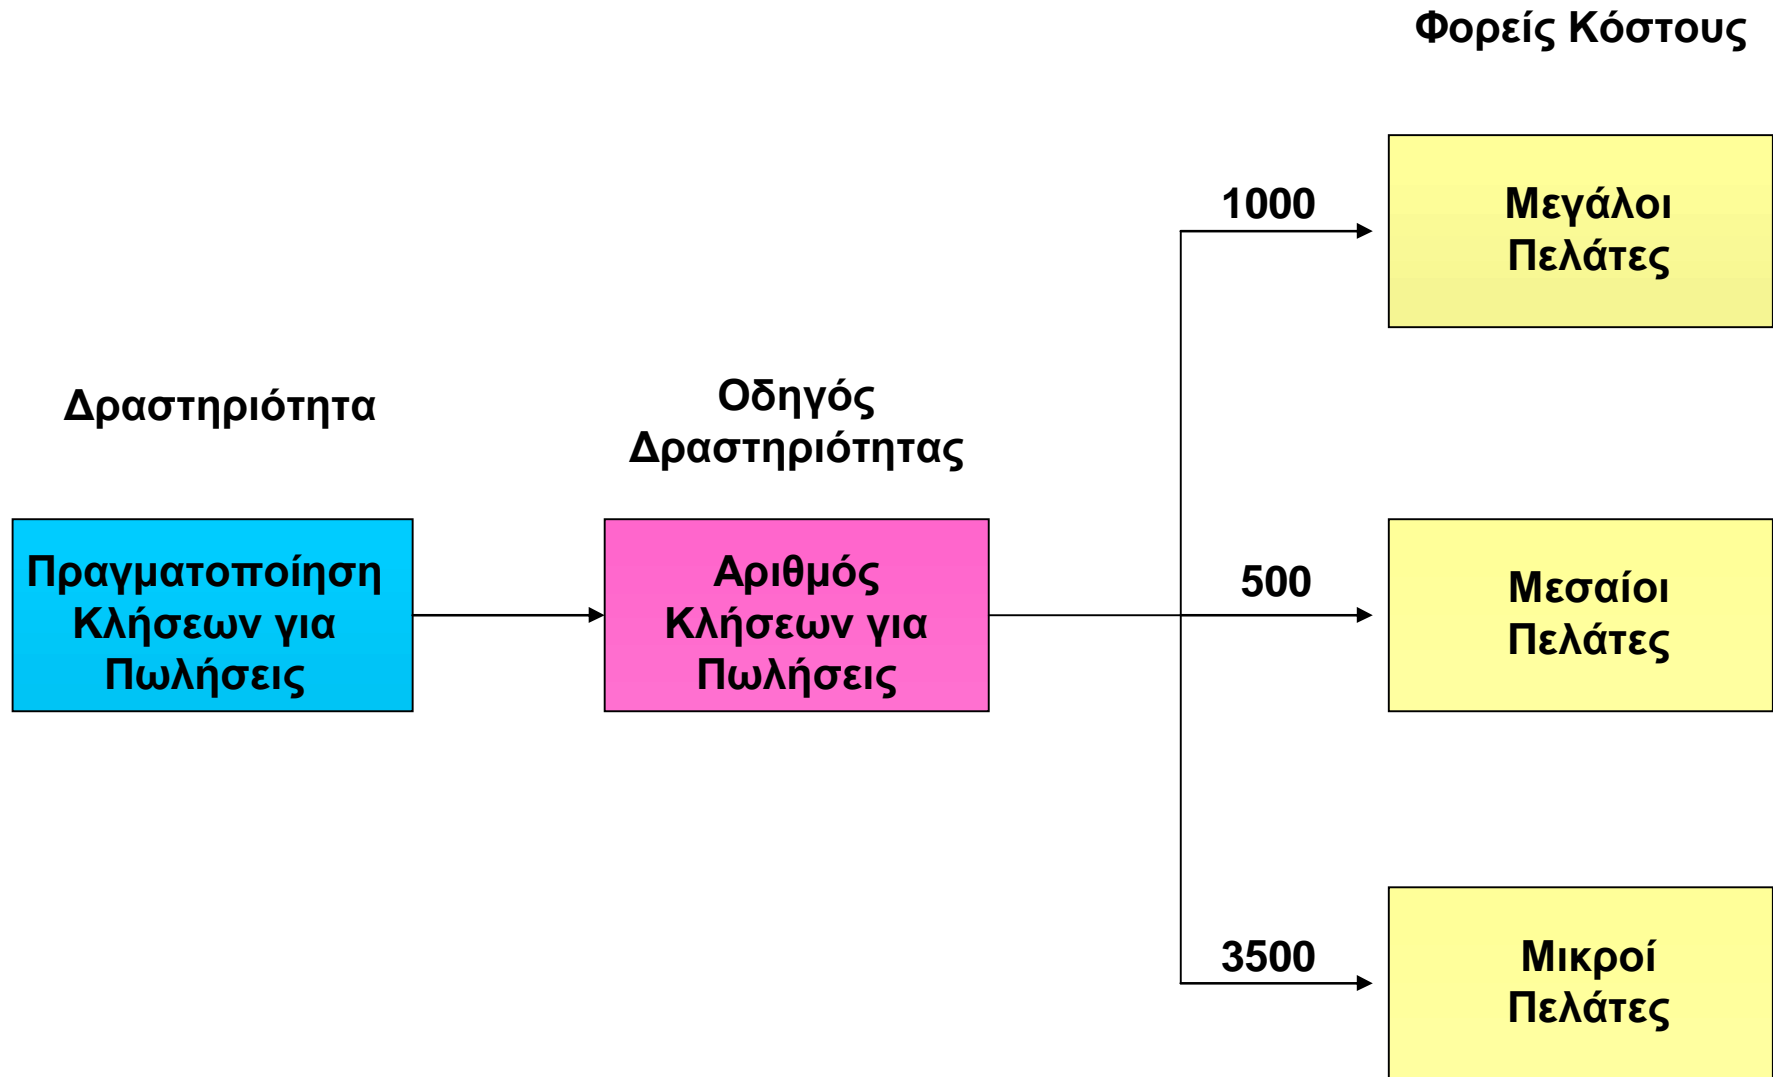 Φορείς Κόστους
1000
Μεγάλοι
Πελάτες
Δραστηριότητα
Οδηγός
Δραστηριότητας
Πραγματοποίηση
Κλήσεων για
Πωλήσεις
Αριθμός
Κλήσεων για
Πωλήσεις
500
Μεσαίοι
Πελάτες
3500
Μικροί
Πελάτες